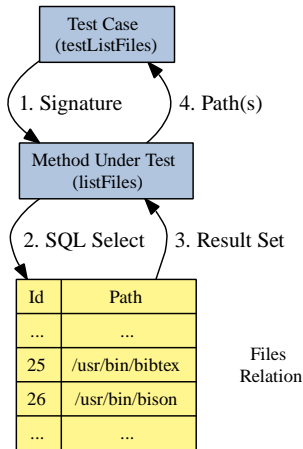 Test Case
(testListFiles)
1. Signature
4. Path(s)
Method Under Test
(listFiles)
2. SQL Select
3. Result Set
Id Path
... ...
25 /usr/bin/bibtex
26 /usr/bin/bison
... ...
Files
Relation